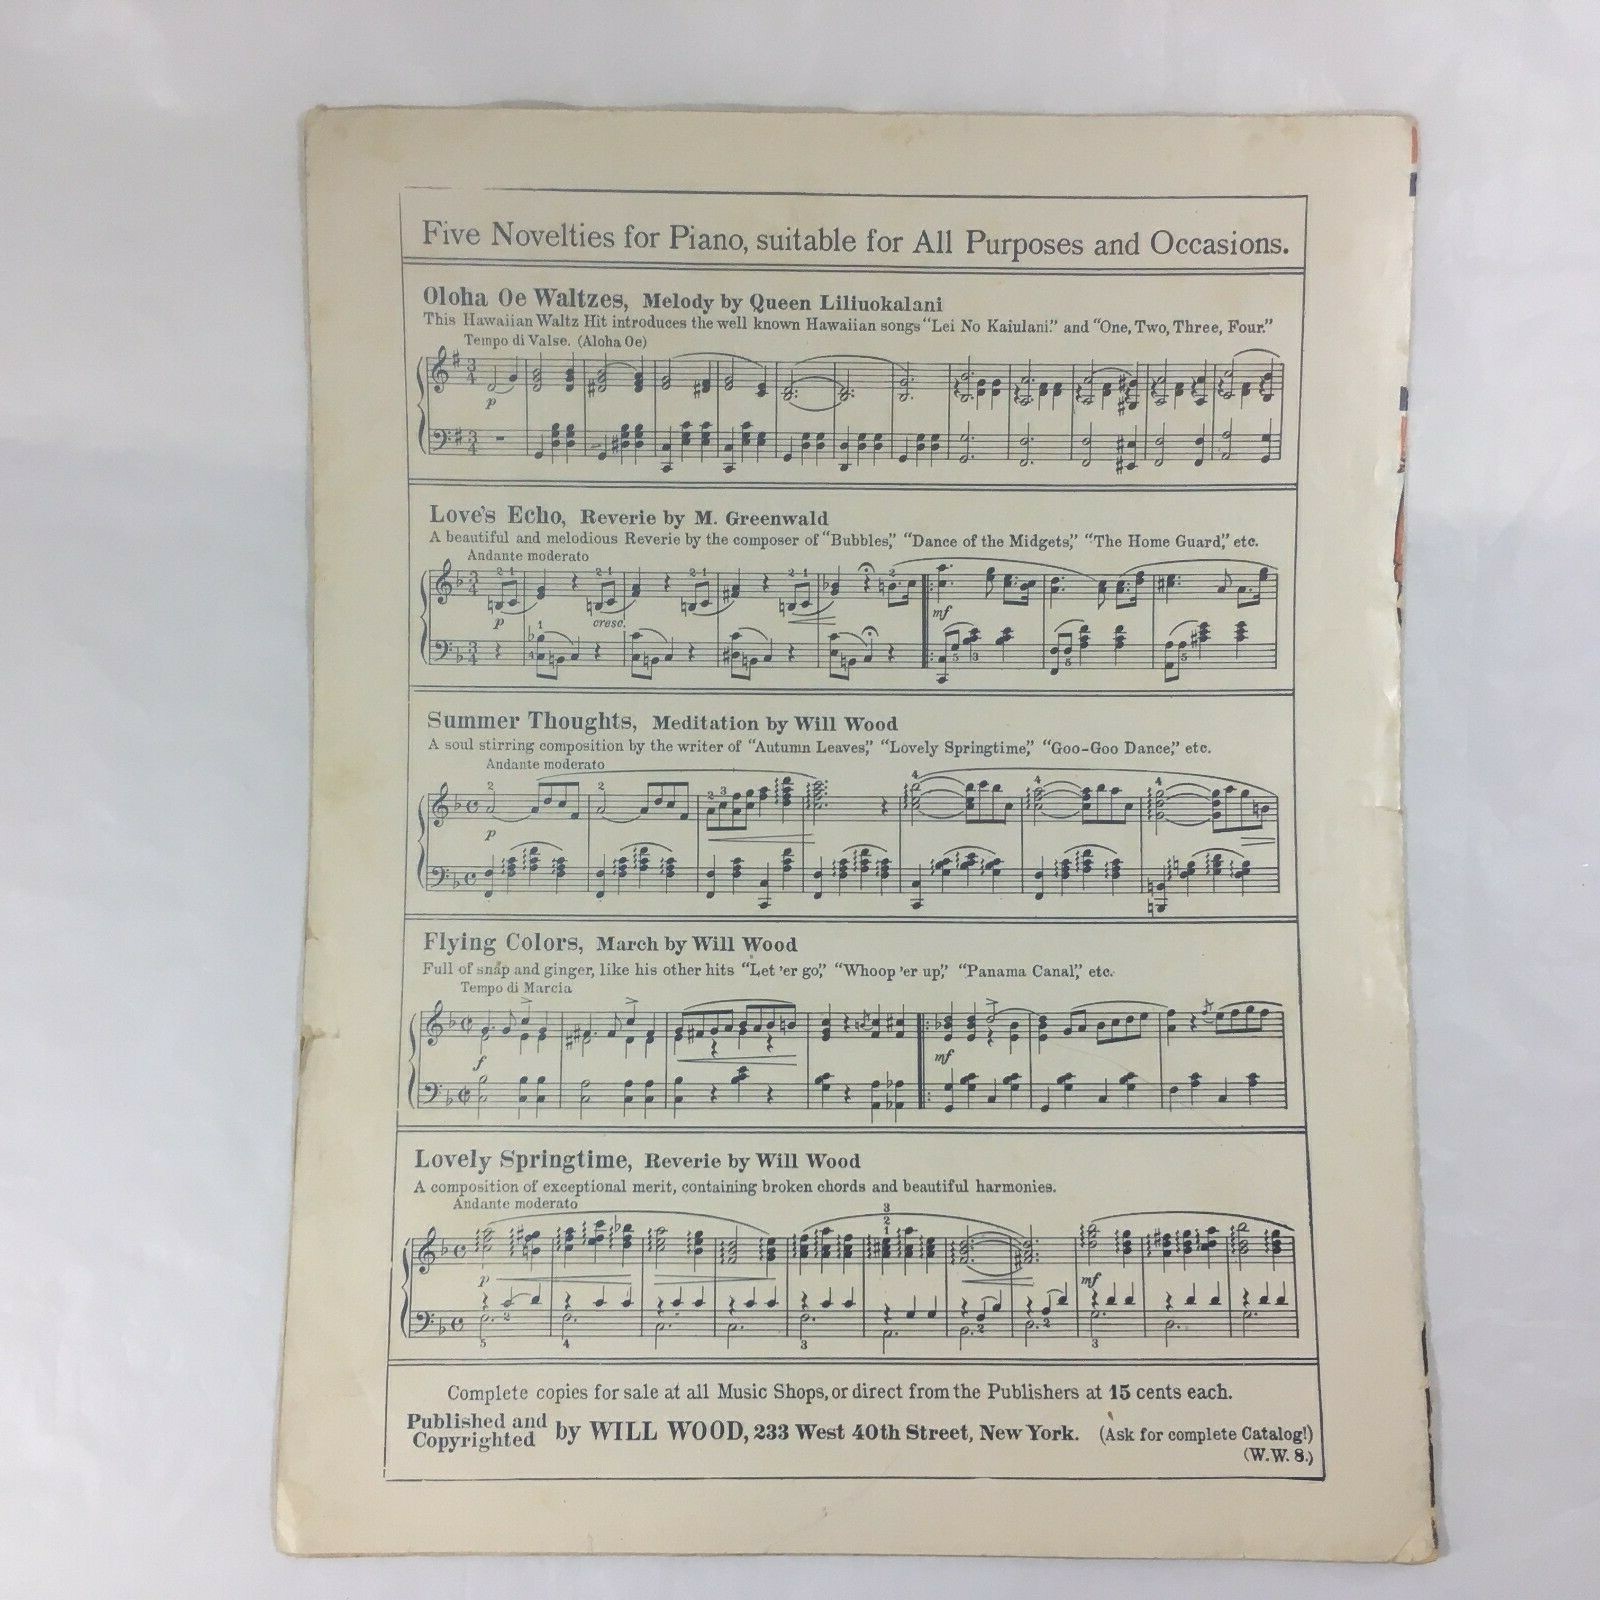 Five Novelties for Piano, suitable for All Purposes and Occasions.
Oloha Oe Waltzes, Melody by Queen Liliuokalani
This Hawaiian Waltz Hit introduces the well known Hawaiian songs "Lei No Kaiulani." and "One, Two, Three, Four."
Tempo di Valse. (Aloha Oe)
p
Love's Echo, Reverie by M. Greenwald
A beautiful and melodious Reverie by the composer of "Bubbles," "Dance of the Midgets," "The Home Guard," etc.
Andante moderato
p cresc. mf
Summer Thoughts, Meditation by Will Wood
A soul stirring composition by the writer of "Autumn Leaves," "Lovely Springtime," "Goo-Goo Dance," etc.
Andante moderato
p
Flying Colors, March by Will Wood
Full of snap and ginger, like his other hits "Let 'er go," "Whoop 'er up," "Panama Canal," etc.
Tempo di Marcia
f mf
Lovely Springtime, Reverie by Will Wood
A composition of exceptional merit, containing broken chords and beautiful harmonies.
Andante moderato
p mf
Complete copies for sale at all Music Shops, or direct from the Publishers at 15 cents each.
Published and Copyrighted by WILL WOOD, 233 West 40th Street, New York. (Ask for complete Catalog!)
(W. W. 8.)